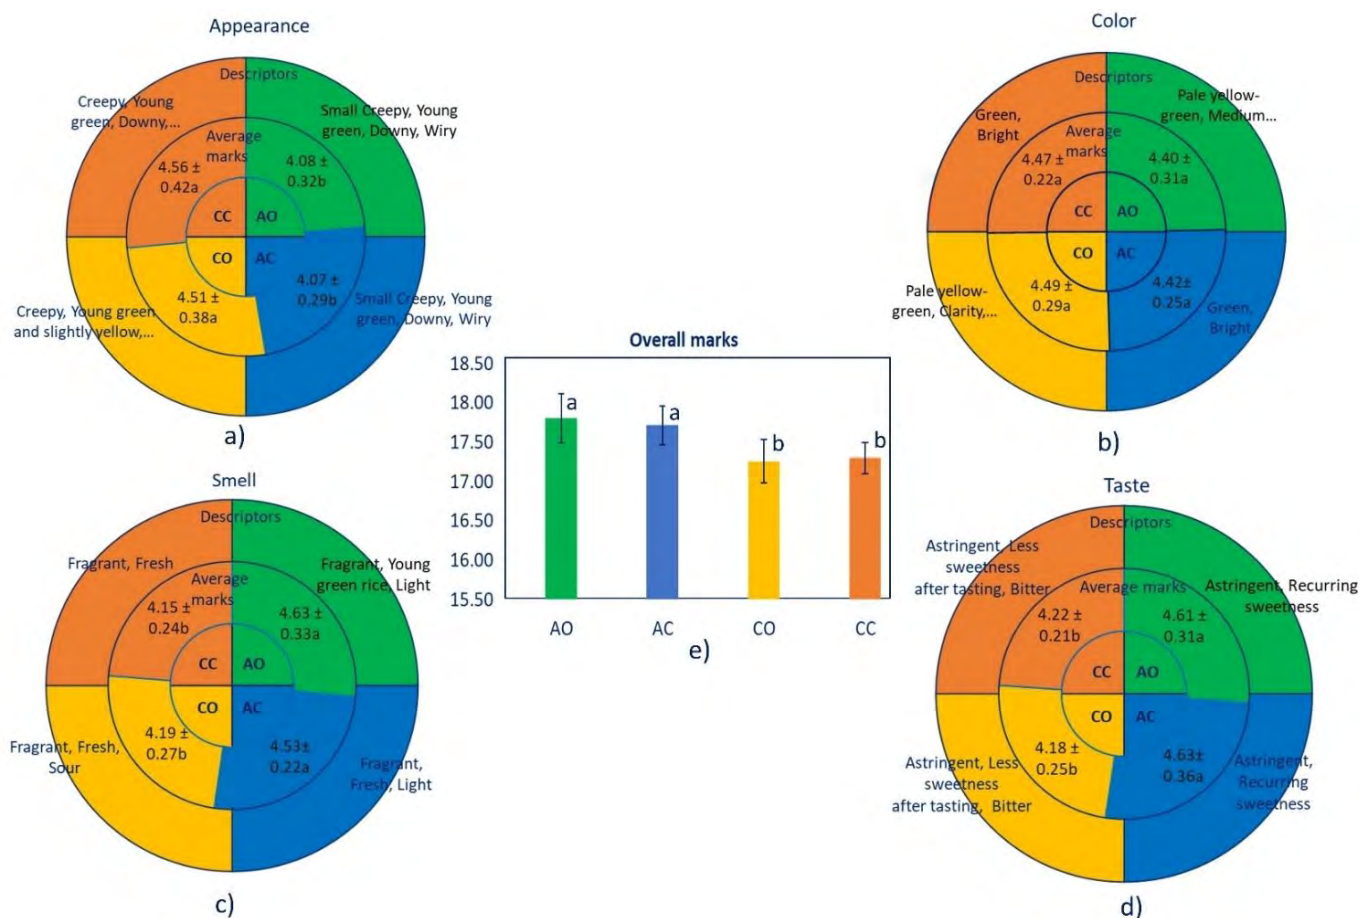 Appearance
Descriptors
Creepy, Young
green, Downy,...
Small Creepy, Young
green, Downy, Wiry
Average
marks
4.56 ±
0.42a
4.08 ±
0.32b
CC
AO
CO
AC
4.51 ±
0.38a
4.07 ±
0.29b
Creepy, Young green
and slightly yellow,...
Small Creepy, Young
green, Downy, Wiry
a)
Color
Descriptors
Green,
Bright
Pale yellow-
green, Medium...
Average
marks
4.47 ±
0.22a
4.40 ±
0.31a
CC
AO
CO
AC
4.49 ±
0.29a
4.42±
0.25a
Pale yellow-
green, Clarity,...
Green,
Bright
b)
Overall marks
18.50
18.00
17.50
17.00
16.50
16.00
15.50
a
a
b
b
AO
AC
CO
CC
e)
Smell
Descriptors
Fragrant, Fresh
Fragrant, Young
green rice, Light
Average
marks
4.15 ±
0.24b
4.63 ±
0.33a
CC
AO
CO
AC
4.19 ±
0.27b
4.53±
0.22a
Fragrant, Fresh,
Sour
Fragrant,
Fresh, Light
c)
Taste
Descriptors
Astringent, Less
sweetness
after tasting, Bitter
Astringent, Recurring
sweetness
Average marks
4.22 ±
0.21b
4.61 ±
0.31a
CC
AO
CO
AC
4.18 ±
0.25b
4.63±
0.36a
Astringent, Less
sweetness
after tasting, Bitter
Astringent,
Recurring
sweetness
d)